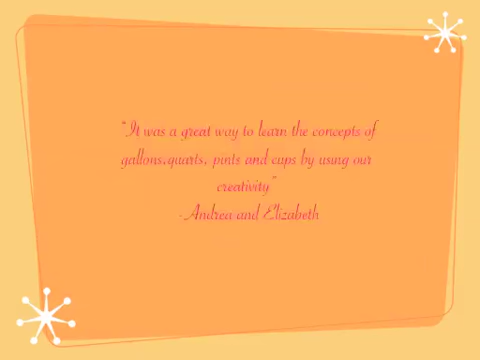 "It was a great way to learn the concepts of
gallons,quarts, pints and cups by using our
creativity"
-Andrea and Elizabeth